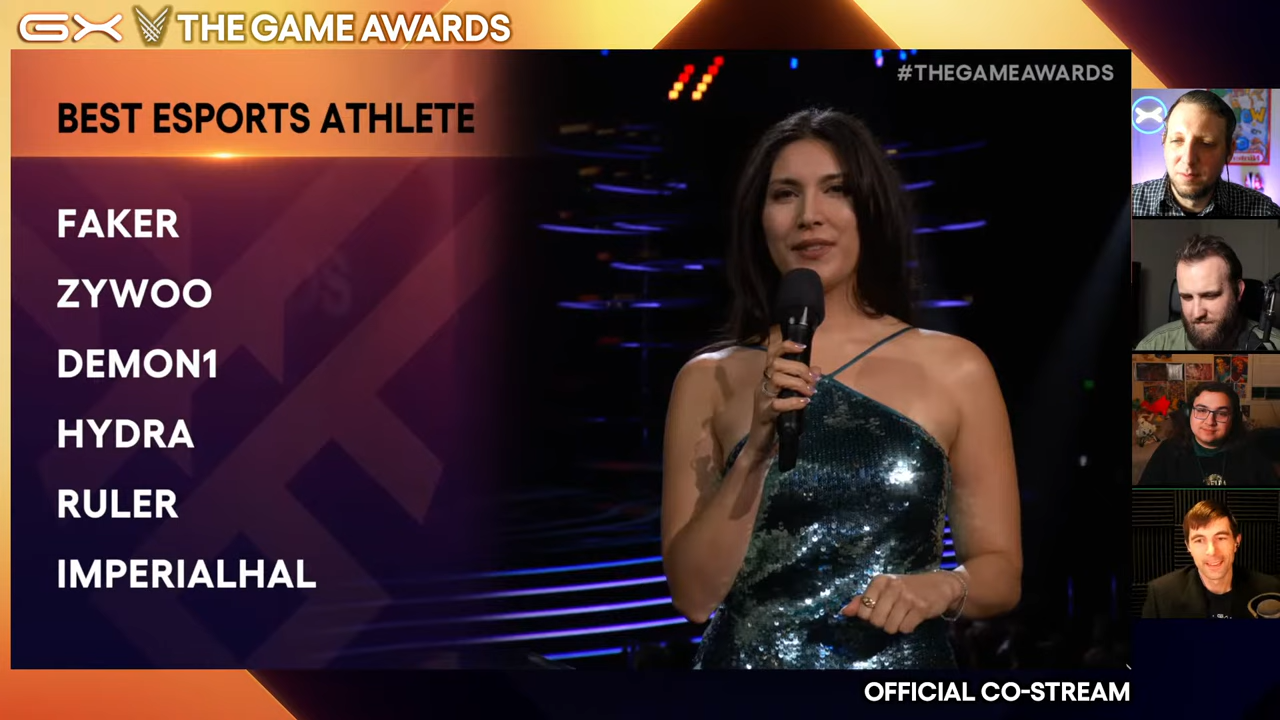 GX THE GAME AWARDS
#THEGAMEAWARDS
BEST ESPORTS ATHLETE
FAKER
ZYWOO
DEMON1
HYDRA
RULER
IMPERIALHAL
OFFICIAL CO-STREAM